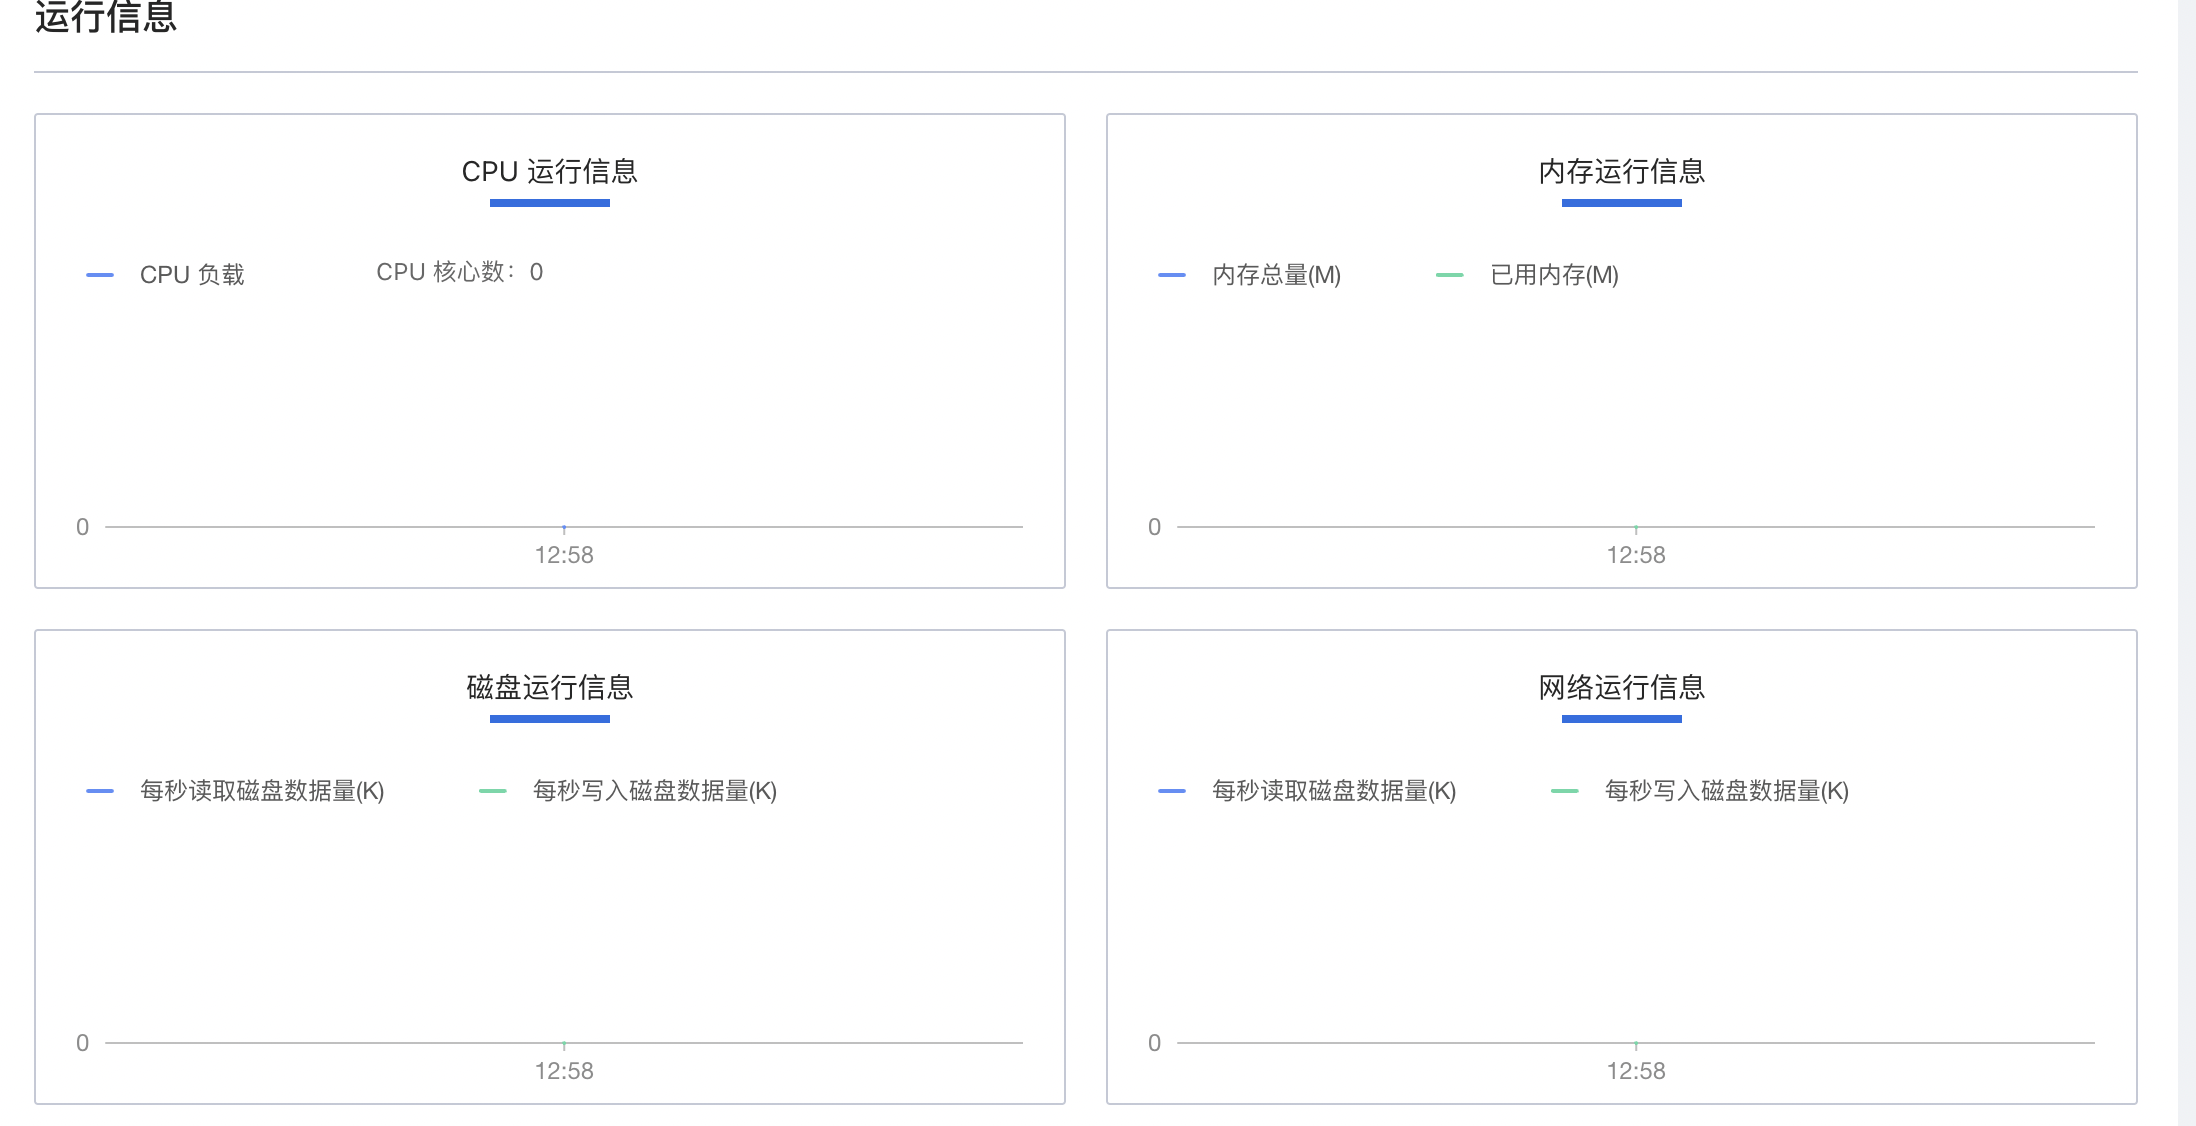 运行信息
CPU 运行信息
CPU 负载
CPU 核心数：0
0
12:58
内存运行信息
内存总量(M)
已用内存(M)
0
12:58
磁盘运行信息
每秒读取磁盘数据量(K)
每秒写入磁盘数据量(K)
0
12:58
网络运行信息
每秒读取磁盘数据量(K)
每秒写入磁盘数据量(K)
0
12:58